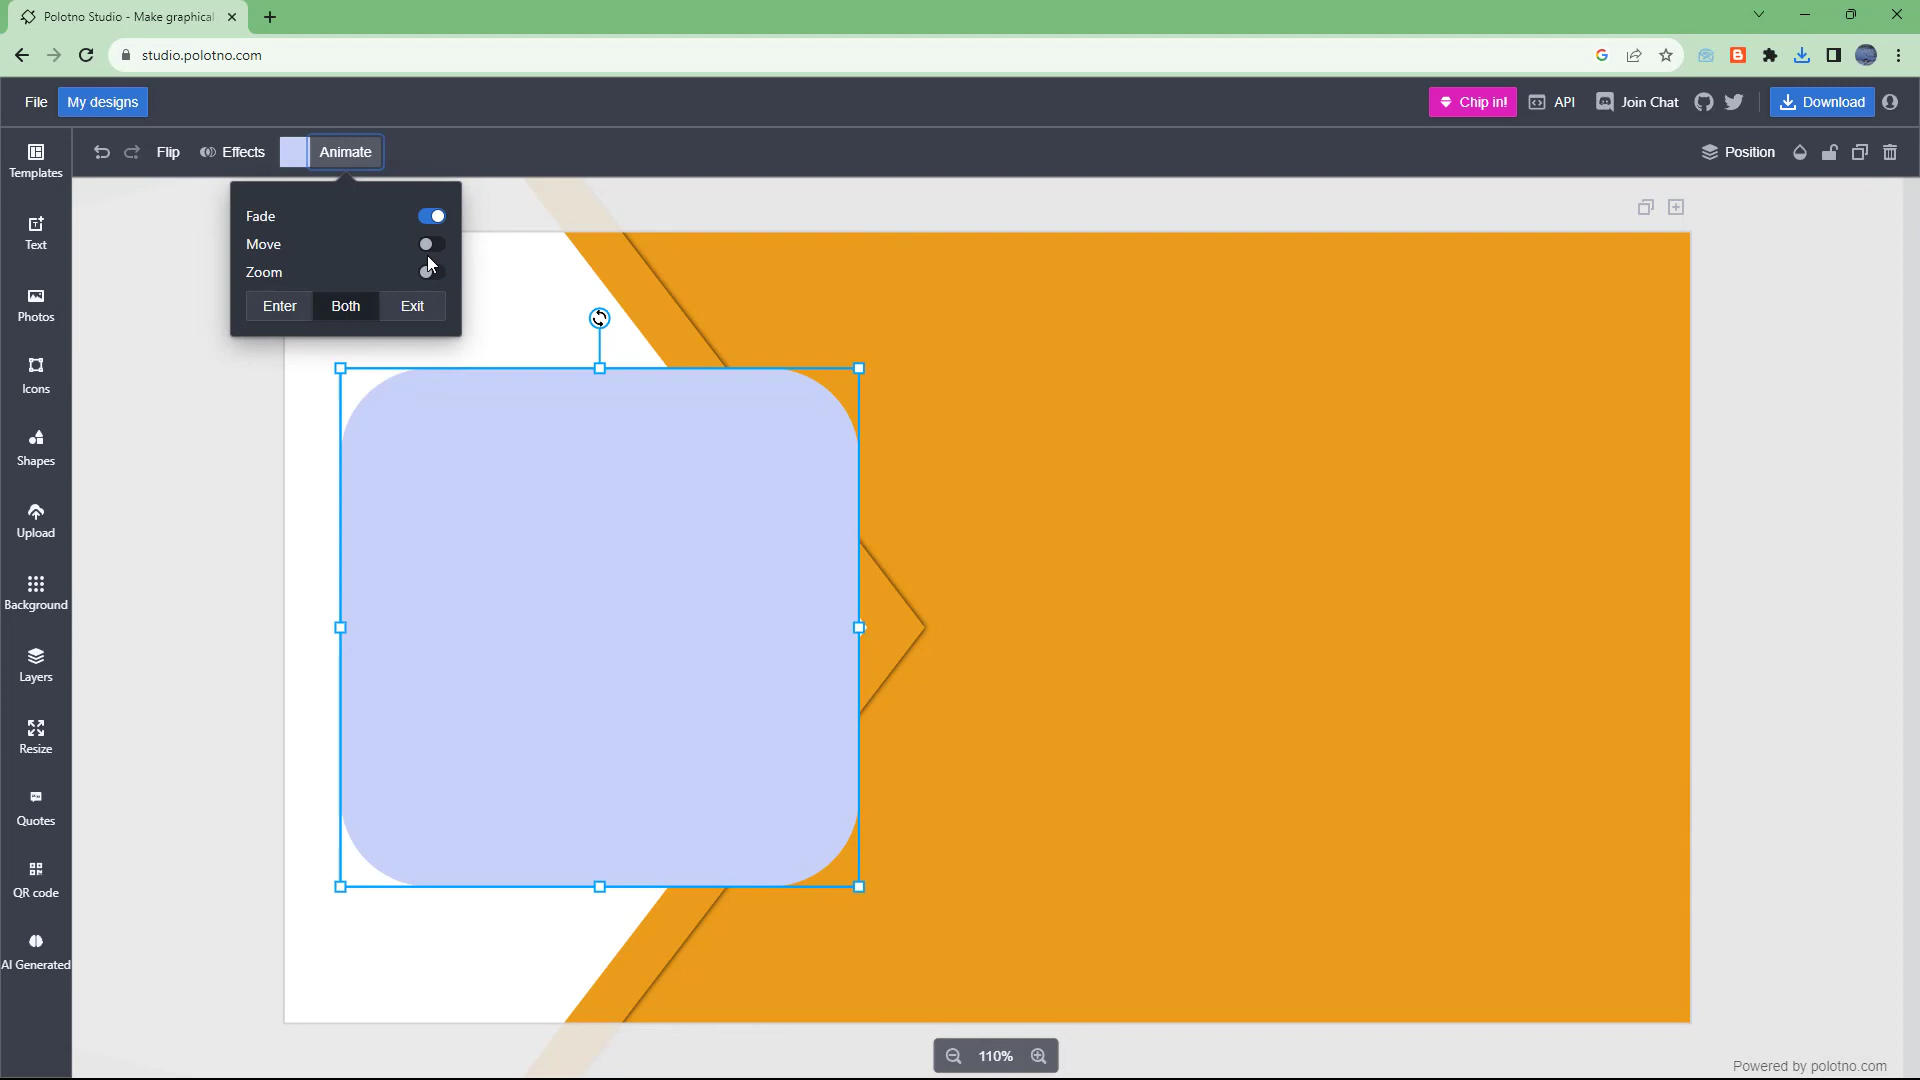 Polotno Studio - Make graphical
studio.polotno.com
File
My designs
Chip in!
API
Join Chat
Download
Templates
Flip
Effects
Animate
Position
Fade
Move
Zoom
Enter
Both
Exit
Text
Photos
Icons
Shapes
Upload
Background
Layers
Resize
Quotes
QR code
AI Generated
110%
Powered by polotno.com